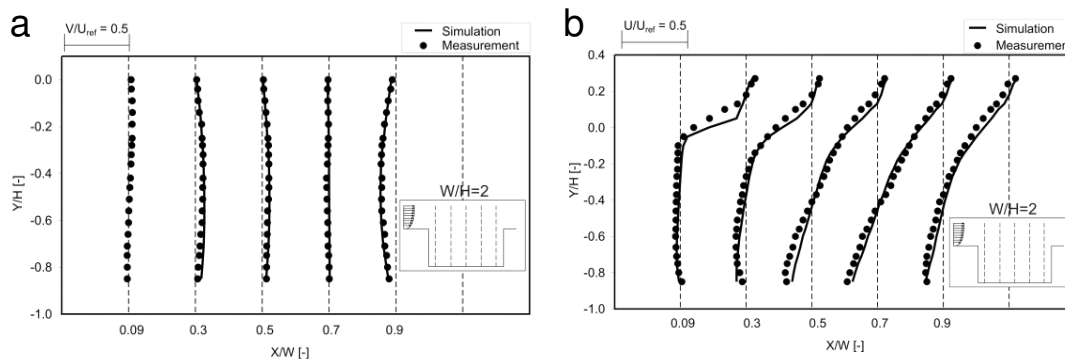 a
V/Uref = 0.5
Simulation
Measurement
0.0
-0.2
-0.4
-0.6
-0.8
-1.0
Y/H [-]
W/H=2
0.09 0.3 0.5 0.7 0.9
X/W [-]
b
U/Uref = 0.5
Simulation
Measurement
0.4
0.2
0.0
-0.2
-0.4
-0.6
-0.8
-1.0
Y/H [-]
W/H=2
0.09 0.3 0.5 0.7 0.9
X/W [-]